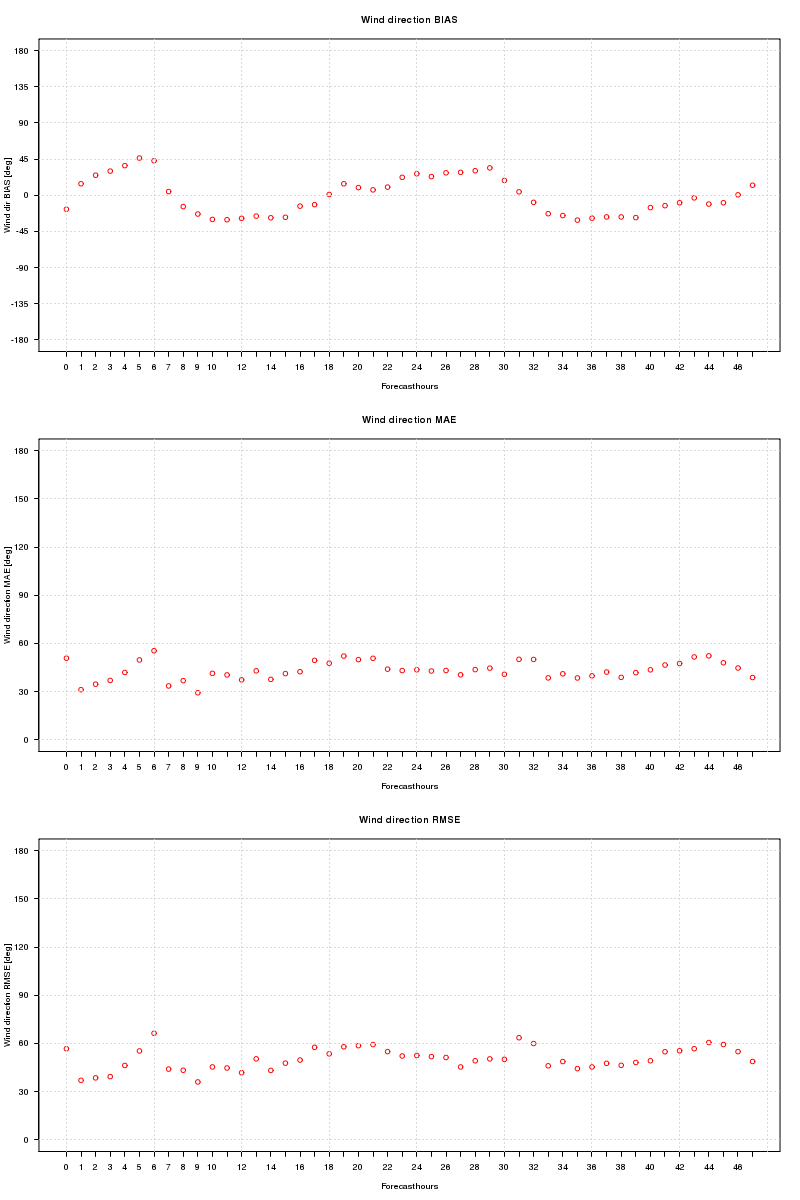 Wind direction BIAS
180
135
90
45
0
-45
-90
-135
-180
Wind dir BIAS [deg]
0 1 2 3 4 5 6 7 8 9 10 12 14 16 18 20 22 24 26 28 30 32 34 36 38 40 42 44 46
Forecasthours
Wind direction MAE
180
150
120
90
60
30
0
Wind direction MAE [deg]
0 1 2 3 4 5 6 7 8 9 10 12 14 16 18 20 22 24 26 28 30 32 34 36 38 40 42 44 46
Forecasthours
Wind direction RMSE
180
150
120
90
60
30
0
Wind direction RMSE [deg]
0 1 2 3 4 5 6 7 8 9 10 12 14 16 18 20 22 24 26 28 30 32 34 36 38 40 42 44 46
Forecasthours